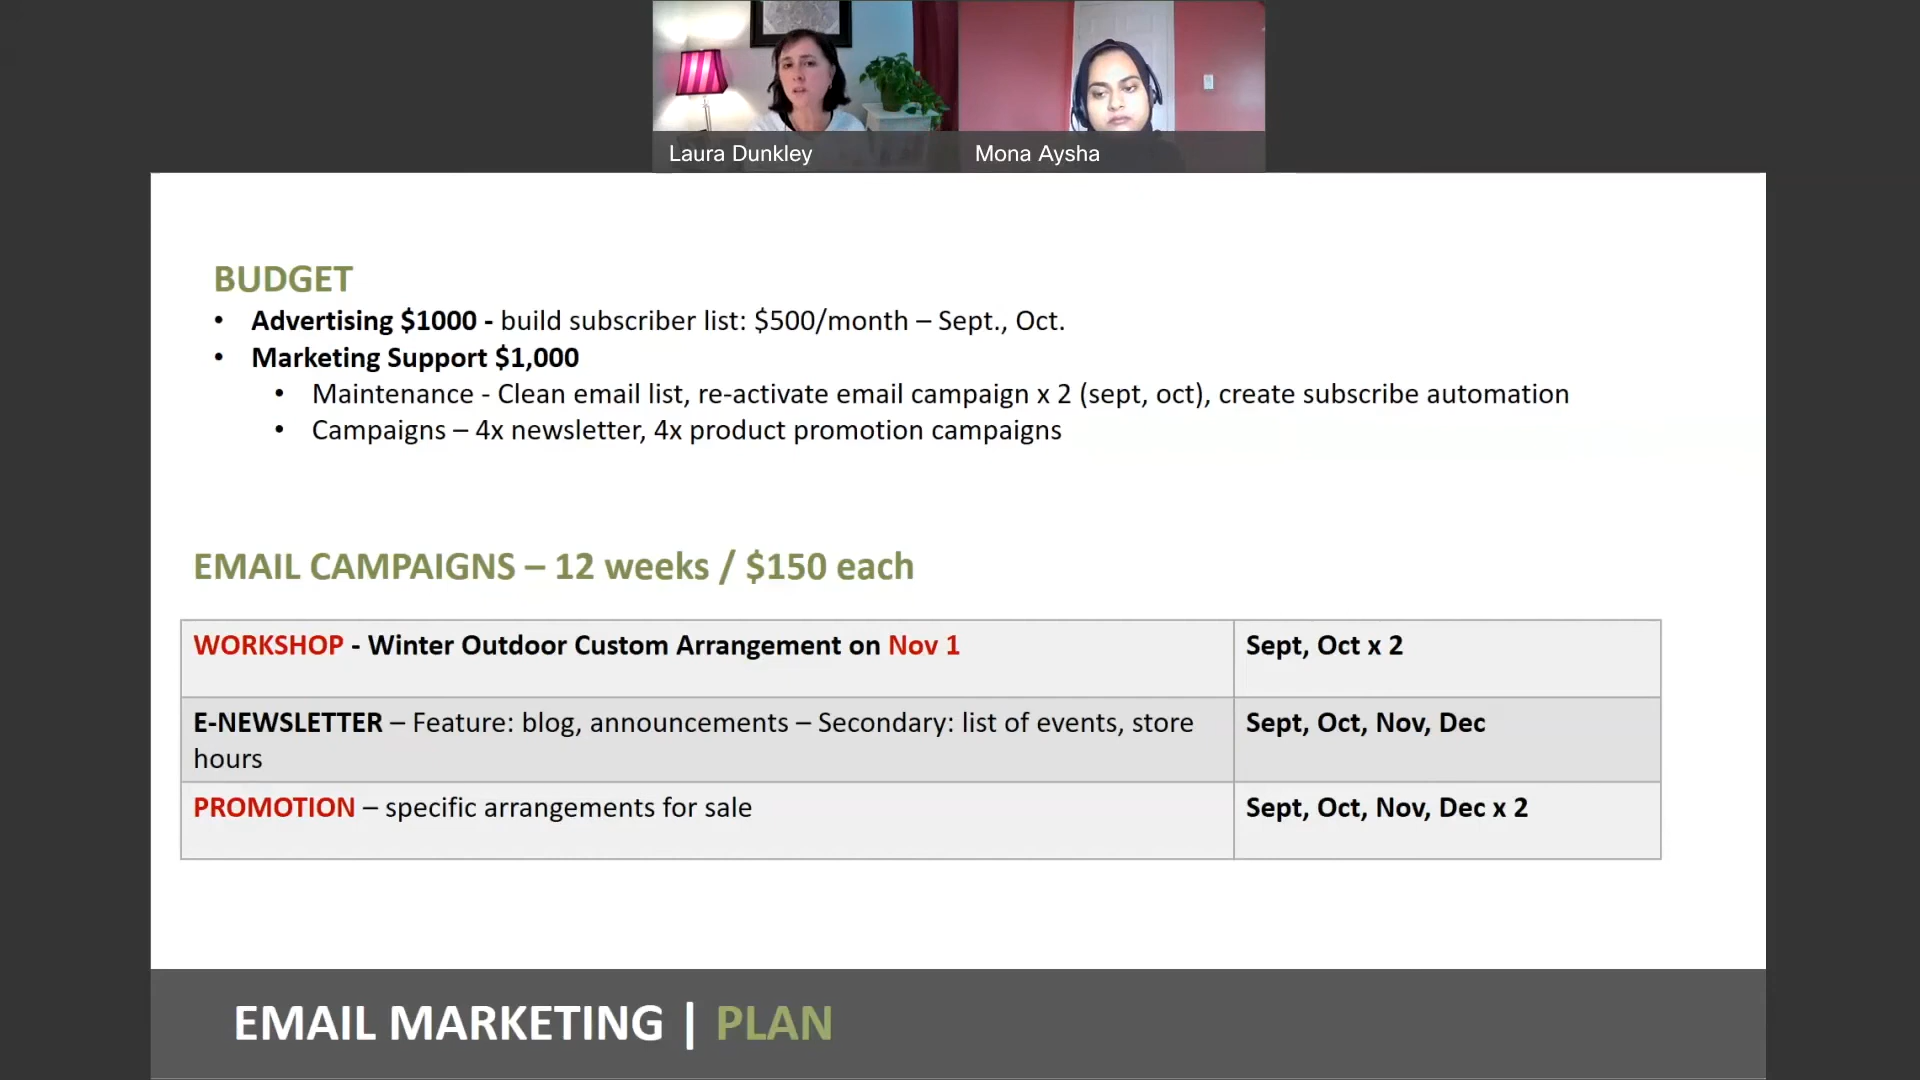 Laura Dunkley
Mona Aysha
BUDGET
• Advertising $1000 - build subscriber list: $500/month – Sept., Oct.
• Marketing Support $1,000
• Maintenance - Clean email list, re-activate email campaign x 2 (sept, oct), create subscribe automation
• Campaigns – 4x newsletter, 4x product promotion campaigns
EMAIL CAMPAIGNS – 12 weeks / $150 each
WORKSHOP - Winter Outdoor Custom Arrangement on Nov 1
Sept, Oct x 2
E-NEWSLETTER – Feature: blog, announcements – Secondary: list of events, store
hours
Sept, Oct, Nov, Dec
PROMOTION – specific arrangements for sale
Sept, Oct, Nov, Dec x 2
EMAIL MARKETING | PLAN